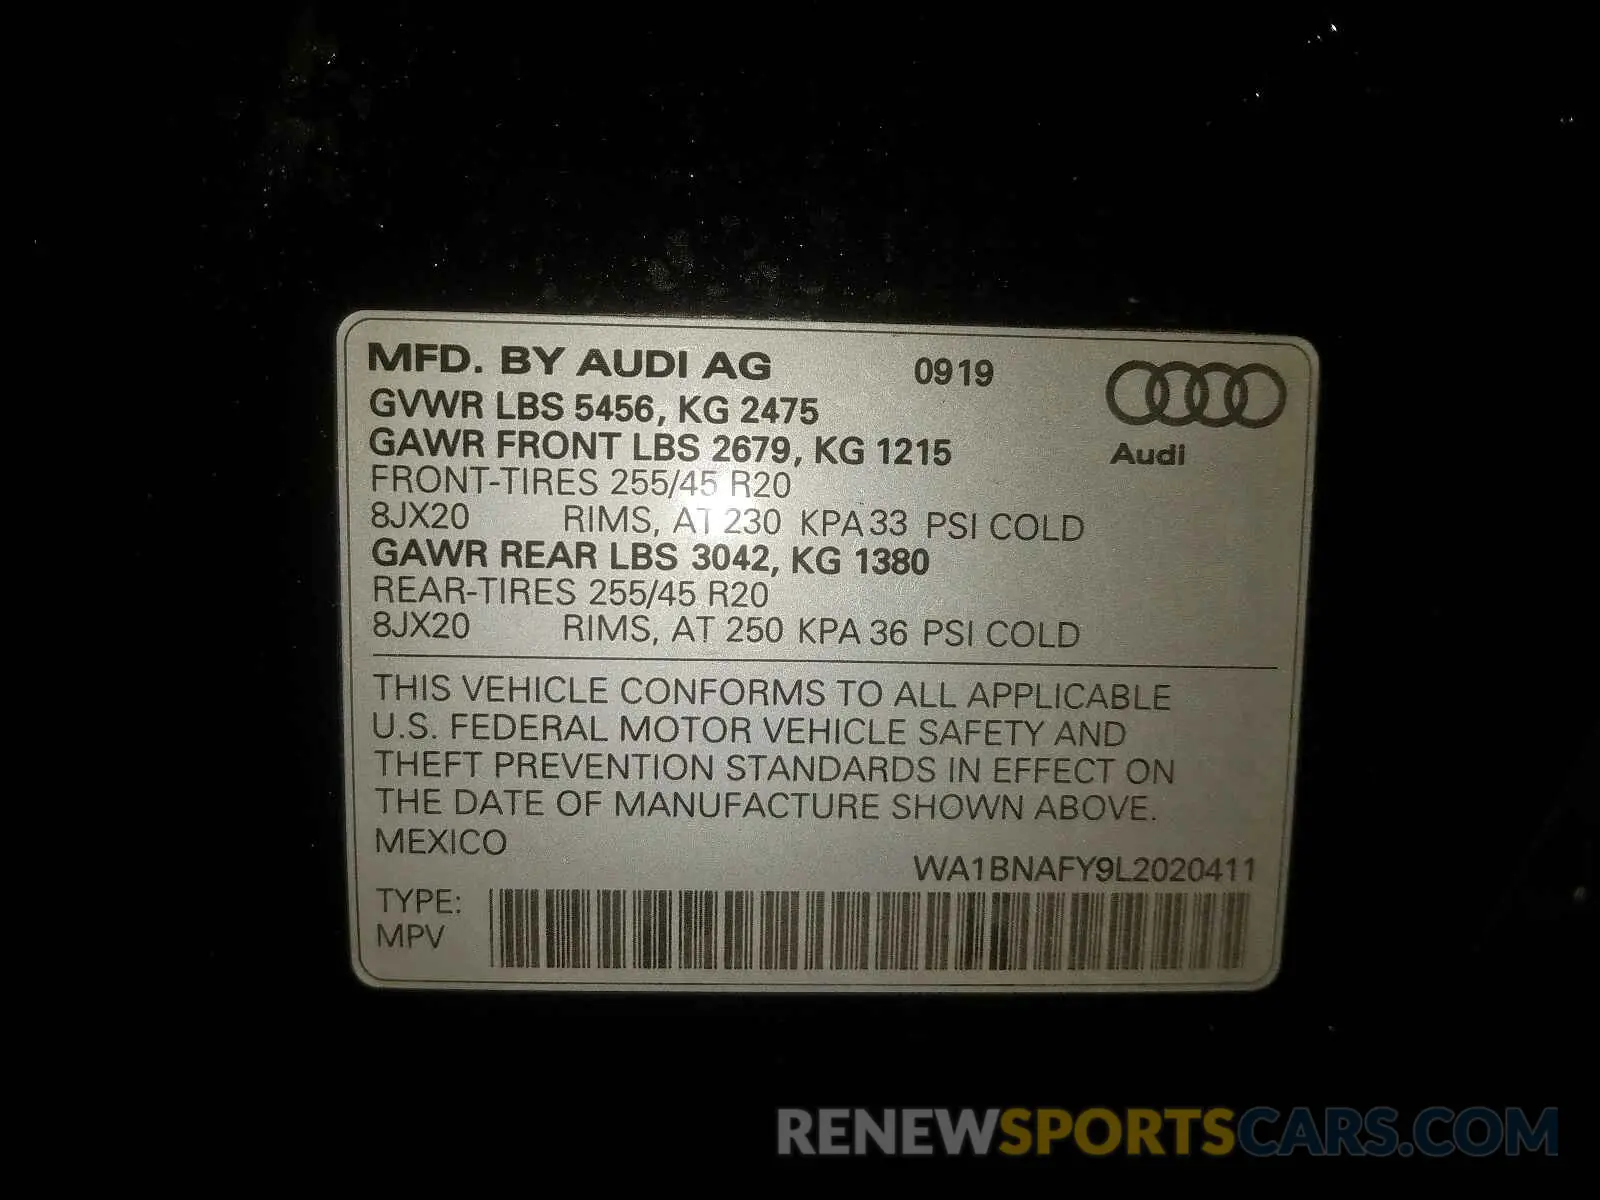 MFD. BY AUDI AG 0919
GVWR LBS 5456, KG 2475
GAWR FRONT LBS 2679, KG 1215
Audi
FRONT-TIRES 255/45 R20
8JX20 RIMS, AT 230 KPA 33 PSI COLD
GAWR REAR LBS 3042, KG 1380
REAR-TIRES 255/45 R20
8JX20 RIMS, AT 250 KPA 36 PSI COLD
THIS VEHICLE CONFORMS TO ALL APPLICABLE
U.S. FEDERAL MOTOR VEHICLE SAFETY AND
THEFT PREVENTION STANDARDS IN EFFECT ON
THE DATE OF MANUFACTURE SHOWN ABOVE.
MEXICO
WA1BNAFY9L2020411
TYPE:
MPV
RENEWSPORTSCARS.COM